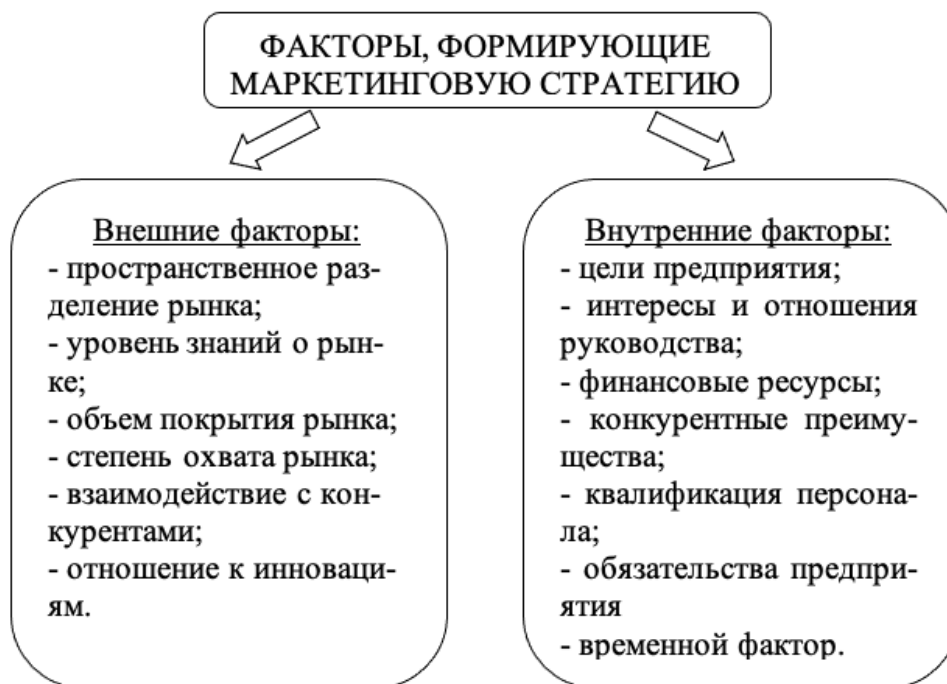 ФАКТОРЫ, ФОРМИРУЮЩИЕ
МАРКЕТИНГОВУЮ СТРАТЕГИЮ
Внешние факторы:
- пространственное раз-
деление рынка;
- уровень знаний о рын-
ке;
- объем покрытия рынка;
- степень охвата рынка;
- взаимодействие с кон-
курентами;
- отношение к инноваци-
ям.
Внутренние факторы:
- цели предприятия;
- интересы и отношения
руководства;
- финансовые ресурсы;
- конкурентные преиму-
щества;
- квалификация персона-
ла;
- обязательства предпри-
ятия
- временной фактор.